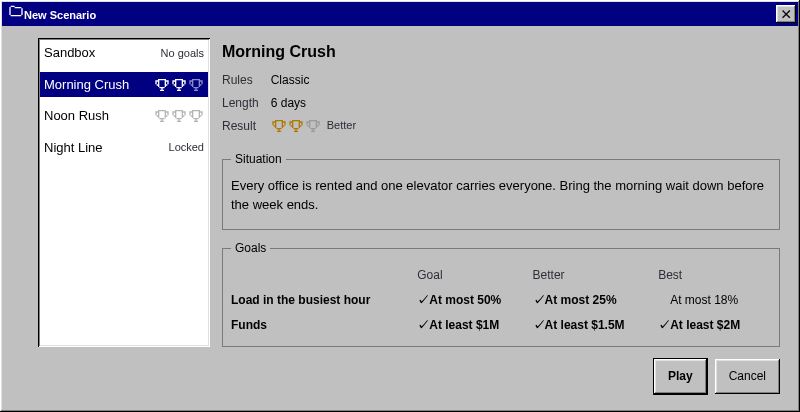 New Scenario
Sandbox No goals
Morning Crush
Noon Rush
Night Line Locked
Morning Crush
Rules Classic
Length 6 days
Result Better
Situation
Every office is rented and one elevator carries everyone. Bring the morning wait down before
the week ends.
Goals
Goal Better Best
Load in the busiest hour ✓At most 50% ✓At most 25% At most 18%
Funds ✓At least $1M ✓At least $1.5M ✓At least $2M
Play Cancel